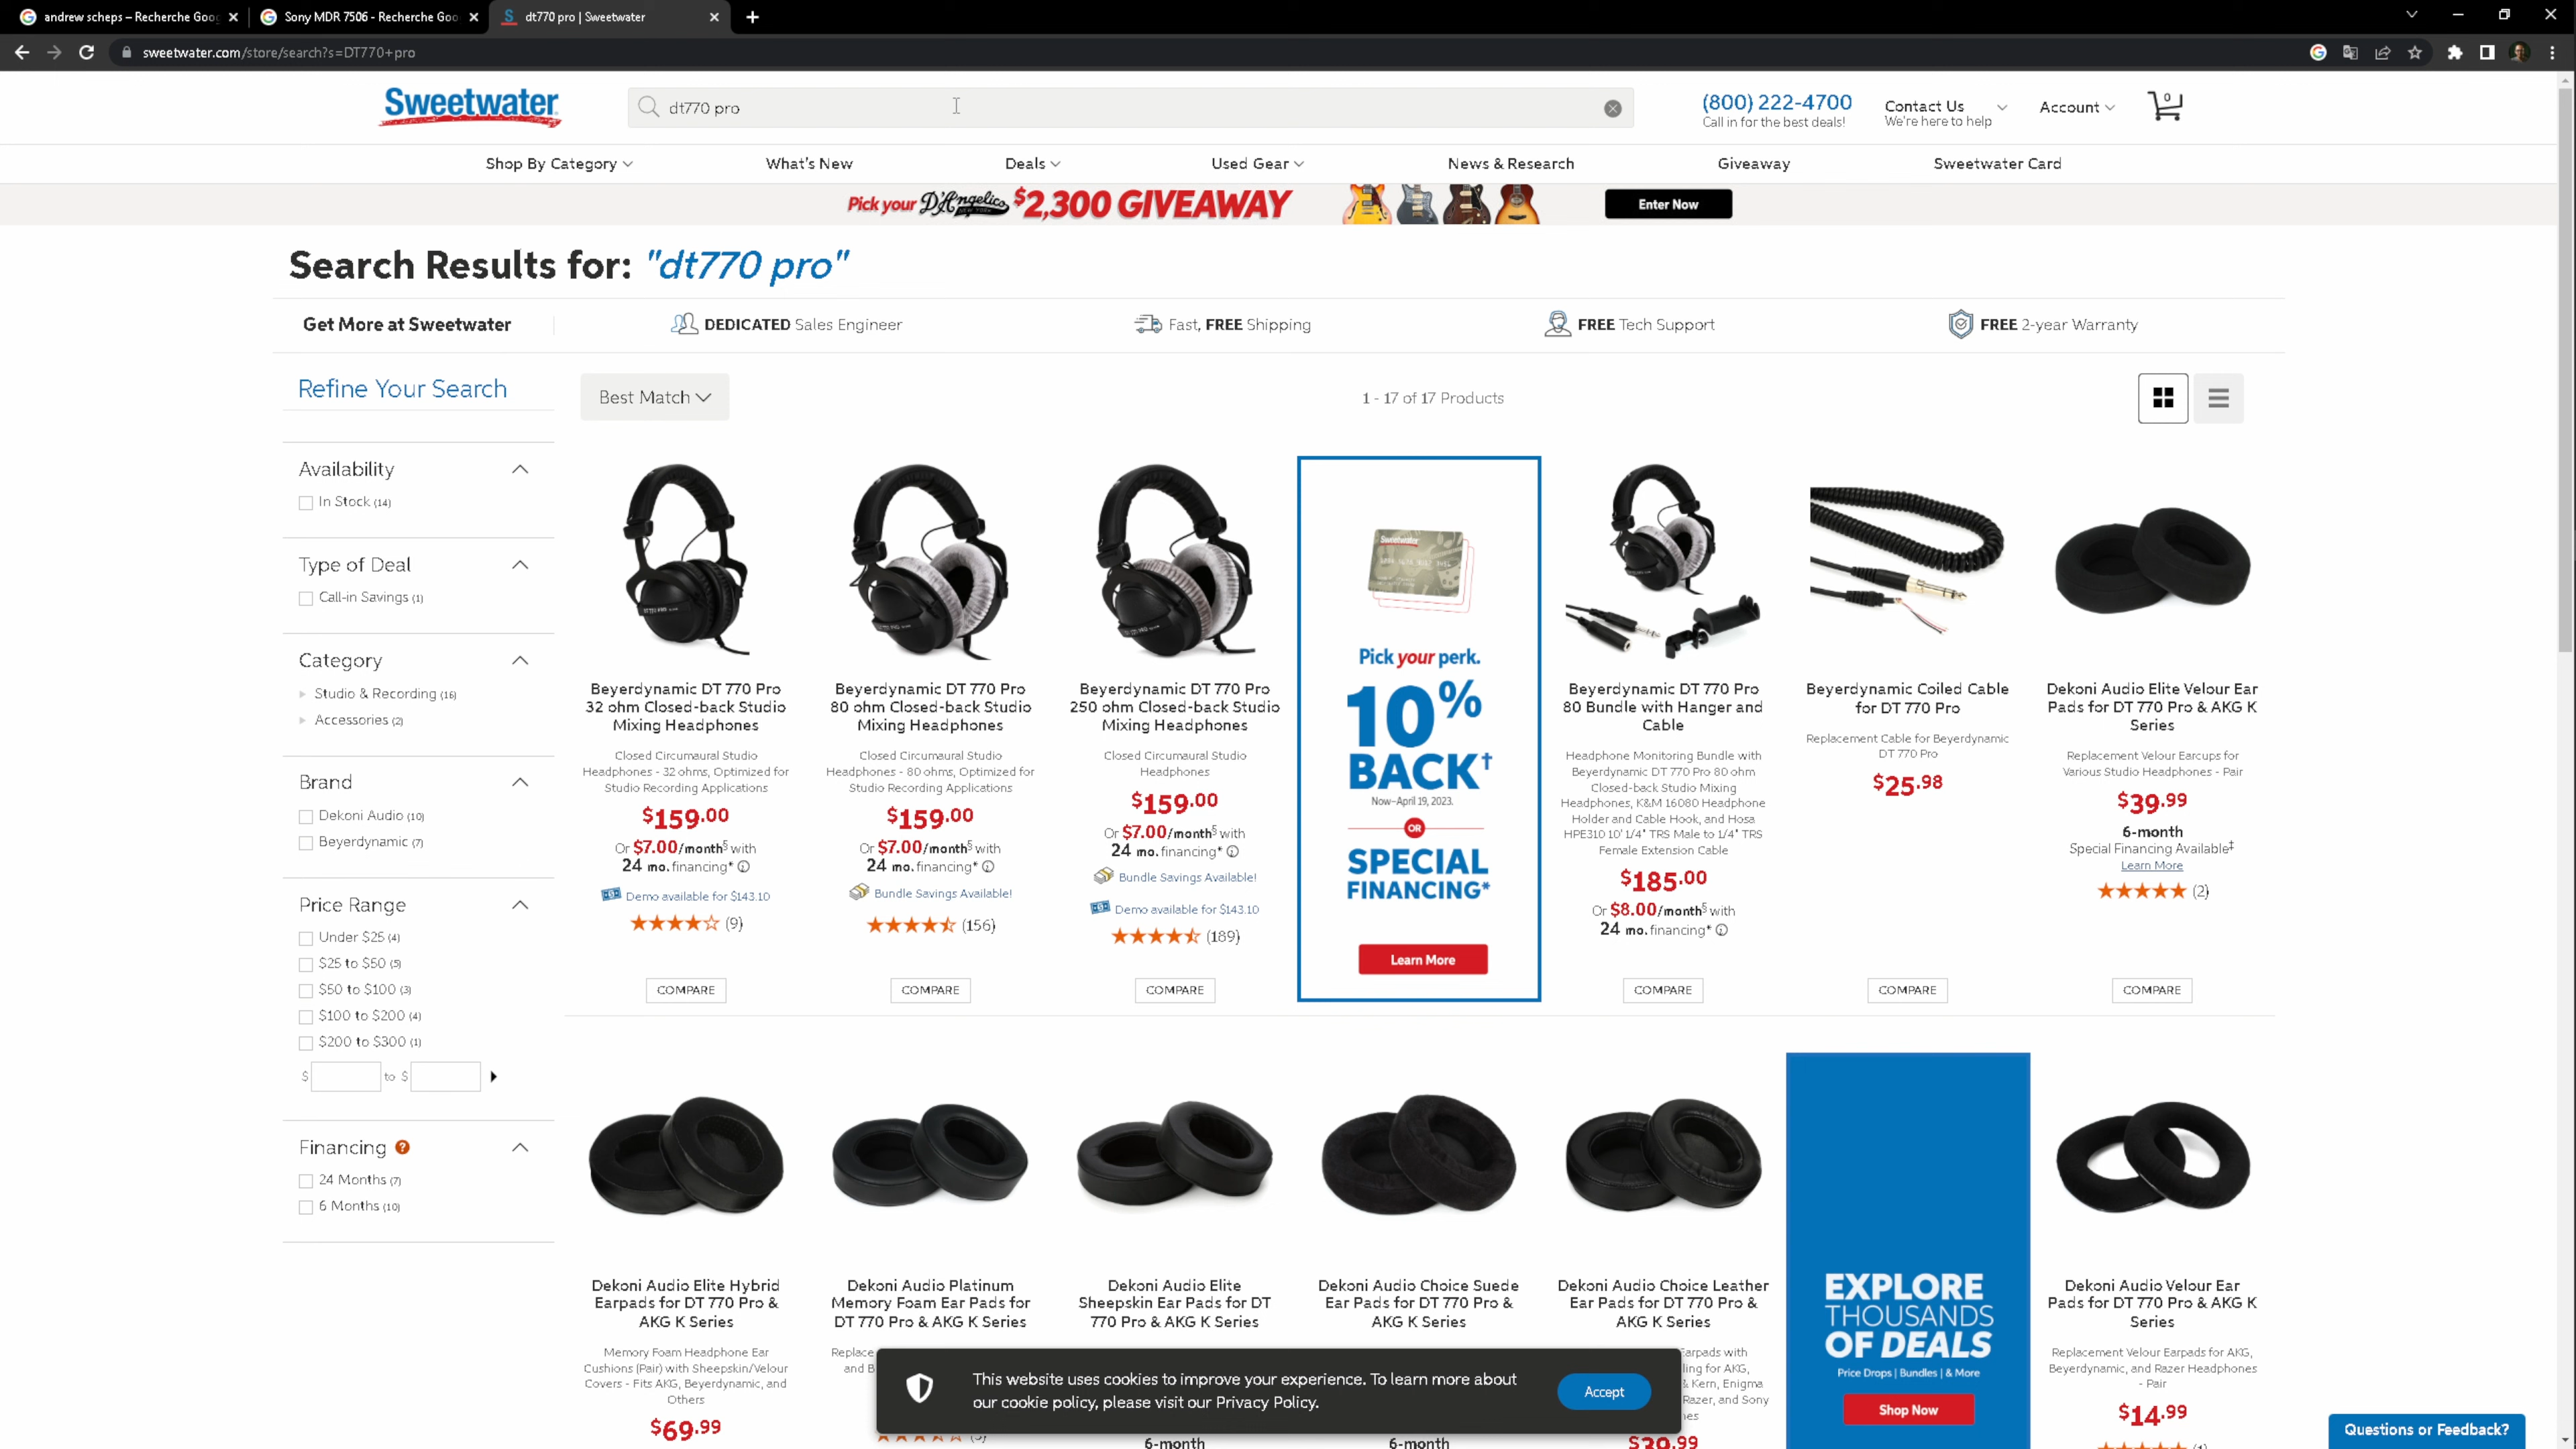 andrew scheps – Recherche Goog
Sony MDR 7506 - Recherche Goo
dt770 pro | Sweetwater
sweetwater.com/store/search?s=DT770+pro
Sweetwater
dt770 pro
(800) 222-4700
Call in for the best deals!
Contact Us
We're here to help
Account
0
Shop By Category
What's New
Deals
Used Gear
News & Research
Giveaway
Sweetwater Card
Pick your D'Angelico $2,300 GIVEAWAY
Enter Now
Search Results for: "dt770 pro"
Get More at Sweetwater
DEDICATED Sales Engineer
Fast, FREE Shipping
FREE Tech Support
FREE 2-year Warranty
Refine Your Search
Best Match
1 - 17 of 17 Products
Availability
In Stock (14)
Type of Deal
Call-in Savings (1)
Category
Studio & Recording (16)
Accessories (2)
Brand
Dekoni Audio (10)
Beyerdynamic (7)
Price Range
Under $25 (4)
$25 to $50 (5)
$50 to $100 (3)
$100 to $200 (4)
$200 to $300 (1)
$ to $
Financing ?
24 Months (7)
6 Months (10)
Beyerdynamic DT 770 Pro
32 ohm Closed-back Studio
Mixing Headphones
Closed Circumaural Studio
Headphones - 32 ohms, Optimized for
Studio Recording Applications
$159.00
Or $7.00/month§ with
24 mo. financing*
Demo available for $143.10
(9)
COMPARE
Beyerdynamic DT 770 Pro
80 ohm Closed-back Studio
Mixing Headphones
Closed Circumaural Studio
Headphones - 80 ohms, Optimized for
Studio Recording Applications
$159.00
Or $7.00/month§ with
24 mo. financing*
Bundle Savings Available!
(156)
COMPARE
Beyerdynamic DT 770 Pro
250 ohm Closed-back Studio
Mixing Headphones
Closed Circumaural Studio
Headphones
$159.00
Or $7.00/month§ with
24 mo. financing*
Bundle Savings Available!
Demo available for $143.10
(189)
COMPARE
Sweetwater
Pick your perk.
10%
BACK†
Now–April 19, 2023.
OR
SPECIAL
FINANCING*
Learn More
Beyerdynamic DT 770 Pro
80 Bundle with Hanger and
Cable
Headphone Monitoring Bundle with
Beyerdynamic DT 770 Pro 80 ohm
Closed-back Studio Mixing
Headphones, K&M 16080 Headphone
Holder and Cable Hook, and Hosa
HPE310 10' 1/4" TRS Male to 1/4" TRS
Female Extension Cable
$185.00
Or $8.00/month§ with
24 mo. financing*
COMPARE
Beyerdynamic Coiled Cable
for DT 770 Pro
Replacement Cable for Beyerdynamic
DT 770 Pro
$25.98
COMPARE
Dekoni Audio Elite Velour Ear
Pads for DT 770 Pro & AKG K
Series
Replacement Velour Earcups for
Various Studio Headphones - Pair
$39.99
6-month
Special Financing Available‡
Learn More
(2)
COMPARE
Dekoni Audio Elite Hybrid
Earpads for DT 770 Pro &
AKG K Series
Memory Foam Headphone Ear
Cushions (Pair) with Sheepskin/Velour
Covers - Fits AKG, Beyerdynamic, and
Others
$69.99
Dekoni Audio Platinum
Memory Foam Ear Pads for
DT 770 Pro & AKG K Series
Replace
and B
Dekoni Audio Elite
Sheepskin Ear Pads for DT
770 Pro & AKG K Series
6-month
Dekoni Audio Choice Suede
Ear Pads for DT 770 Pro &
AKG K Series
6-month
Dekoni Audio Choice Leather
Ear Pads for DT 770 Pro &
AKG K Series
Earpads with
ling for AKG,
& Kern, Enigma
Razer, and Sony
nes
$39.99
EXPLORE
THOUSANDS
OF DEALS
Price Drops | Bundles | & More
Shop Now
Dekoni Audio Velour Ear
Pads for DT 770 Pro & AKG K
Series
Replacement Velour Earpads for AKG,
Beyerdynamic, and Razer Headphones
- Pair
$14.99
This website uses cookies to improve your experience. To learn more about
our cookie policy, please visit our Privacy Policy.
Accept
Questions or Feedback?